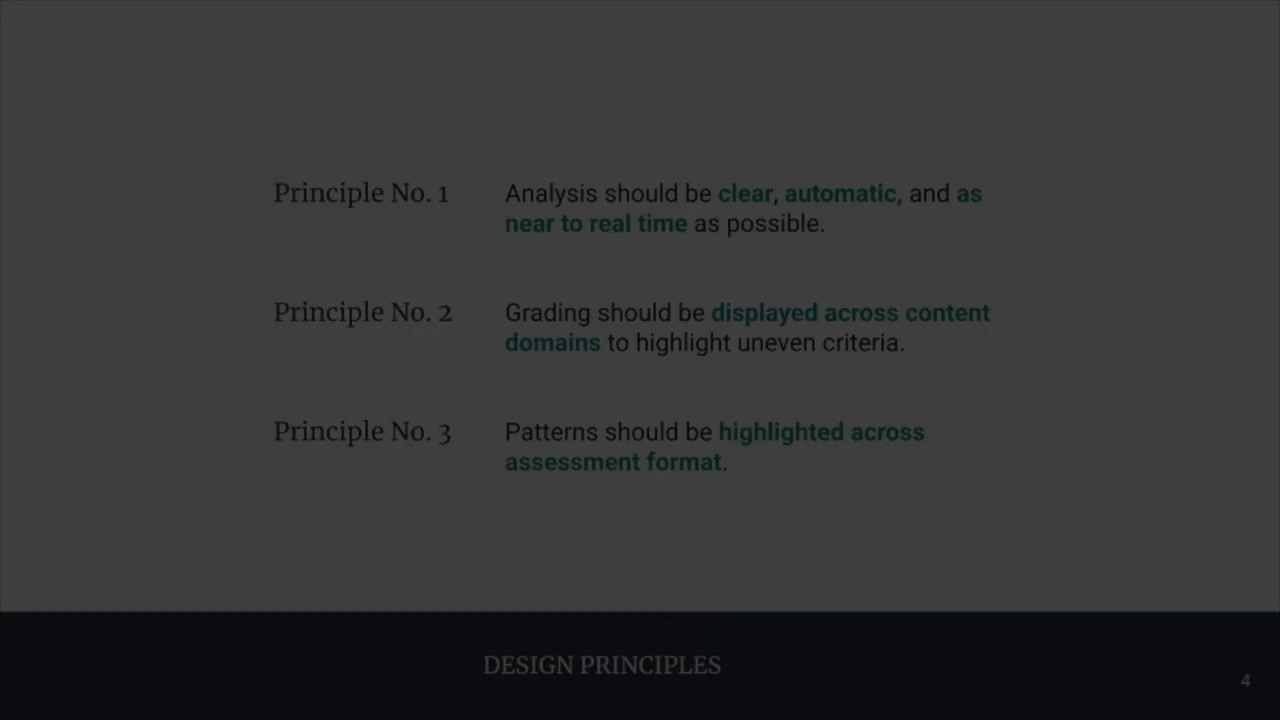 Principle No. 1
Analysis should be clear, automatic, and as
near to real time as possible.
Principle No. 2
Grading should be displayed across content
domains to highlight uneven criteria.
Principle No. 3
Patterns should be highlighted across
assessment format.
DESIGN PRINCIPLES
4